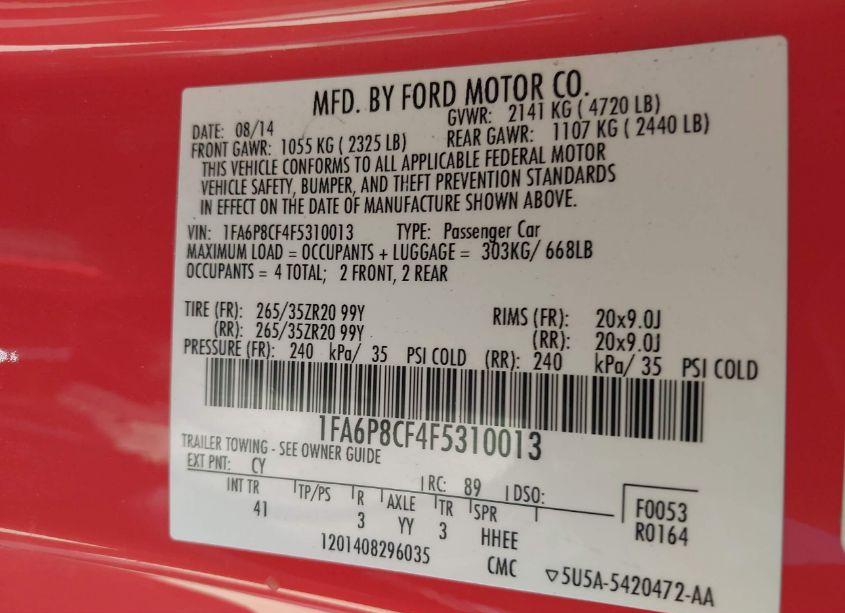 MFD. BY FORD MOTOR CO.
DATE: 08/14 GVWR: 2141 KG ( 4720 LB)
FRONT GAWR: 1055 KG ( 2325 LB) REAR GAWR: 1107 KG ( 2440 LB)
THIS VEHICLE CONFORMS TO ALL APPLICABLE FEDERAL MOTOR
VEHICLE SAFETY, BUMPER, AND THEFT PREVENTION STANDARDS
IN EFFECT ON THE DATE OF MANUFACTURE SHOWN ABOVE.
VIN: 1FA6P8CF4F5310013 TYPE: Passenger Car
MAXIMUM LOAD = OCCUPANTS + LUGGAGE = 303KG/ 668LB
OCCUPANTS = 4 TOTAL; 2 FRONT, 2 REAR
TIRE (FR): 265/35ZR20 99Y RIMS (FR): 20x9.0J
(RR): 265/35ZR20 99Y (RR): 20x9.0J
PRESSURE (FR): 240 kPa/ 35 PSI COLD (RR): 240 kPa/ 35 PSI COLD
1FA6P8CF4F5310013
TRAILER TOWING - SEE OWNER GUIDE
EXT PNT: CY RC: 89 DSO: F0053
INT TR TP/PS R AXLE TR SPR R0164
41 3 YY 3 HHEE
1201408296035 CMC ▽5U5A-5420472-AA